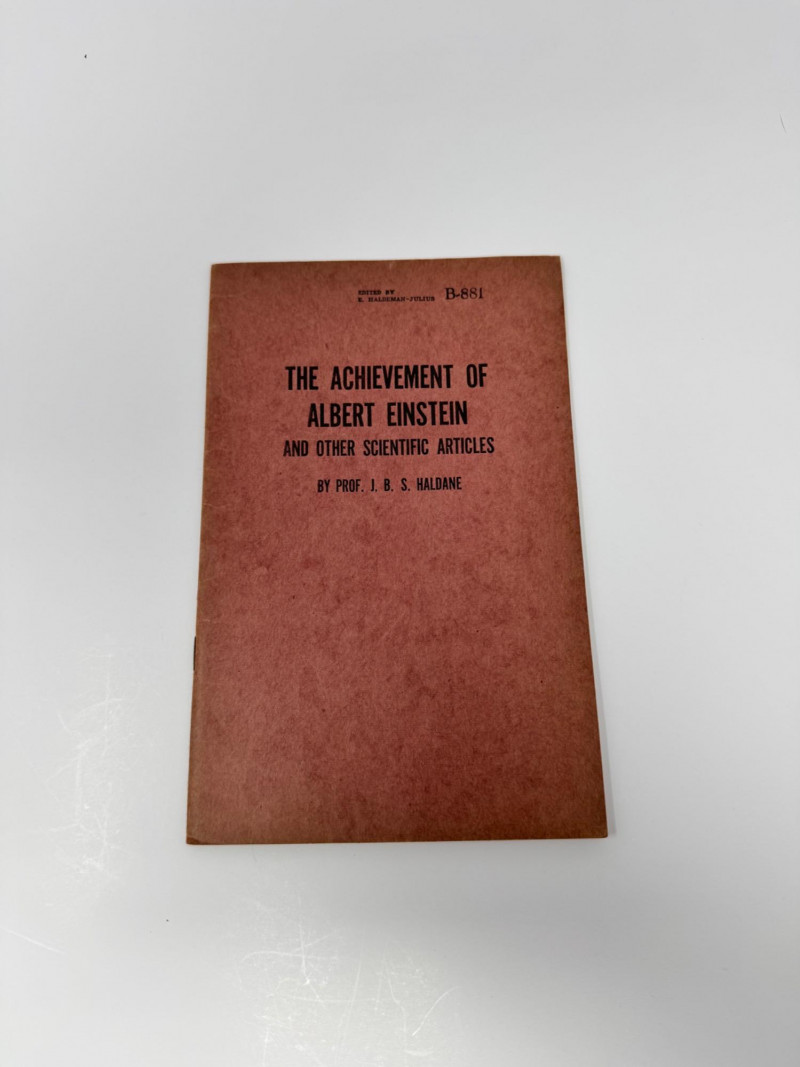 EDITED BY
E. HALDEMAN-JULIUS B-881
THE ACHIEVEMENT OF
ALBERT EINSTEIN
AND OTHER SCIENTIFIC ARTICLES
BY PROF. J. B. S. HALDANE